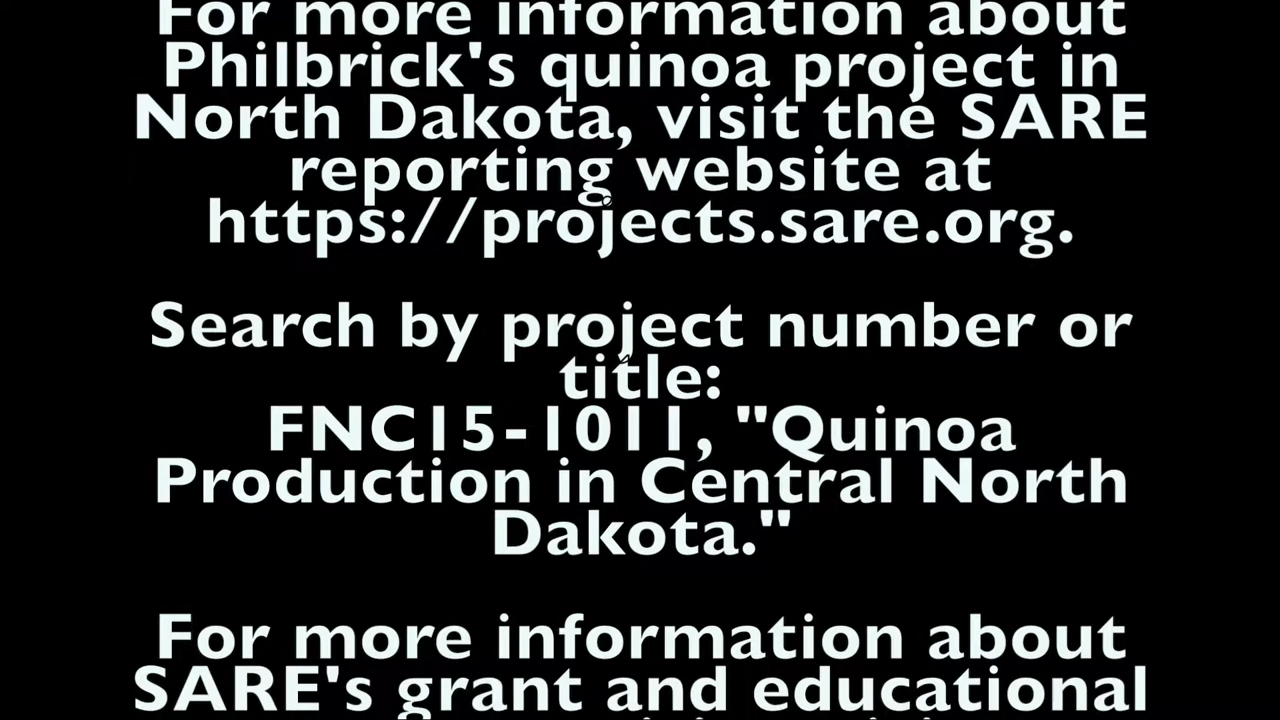 For more information about
Philbrick's quinoa project in
North Dakota, visit the SARE
reporting website at
https://projects.sare.org.
Search by project number or
title:
FNC15-1011, "Quinoa
Production in Central North
Dakota."
For more information about
SARE's grant and educational